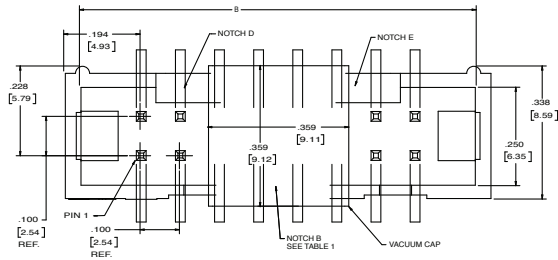 B
.194
[4.93]
NOTCH D
NOTCH E
.228
[5.79]
.338
[8.59]
.359
[9.11]
.250
[6.35]
.359
[9.12]
PIN 1
.100
[2.54]
REF.
.100
[2.54]
REF.
NOTCH B
SEE TABLE 1
VACUUM CAP